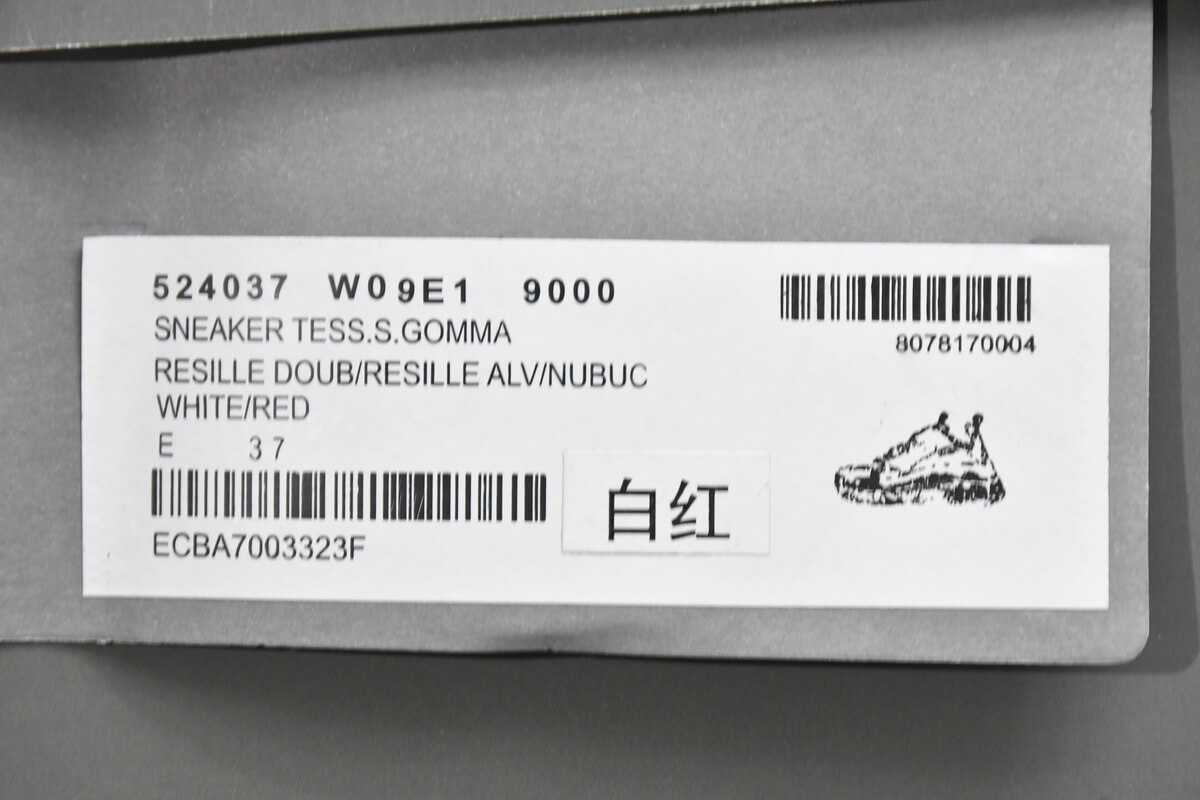 524037 W09E1 9000
SNEAKER TESS.S.GOMMA
RESILLE DOUB/RESILLE ALV/NUBUC
WHITE/RED
E 37
ECBA7003323F
8078170004
白红